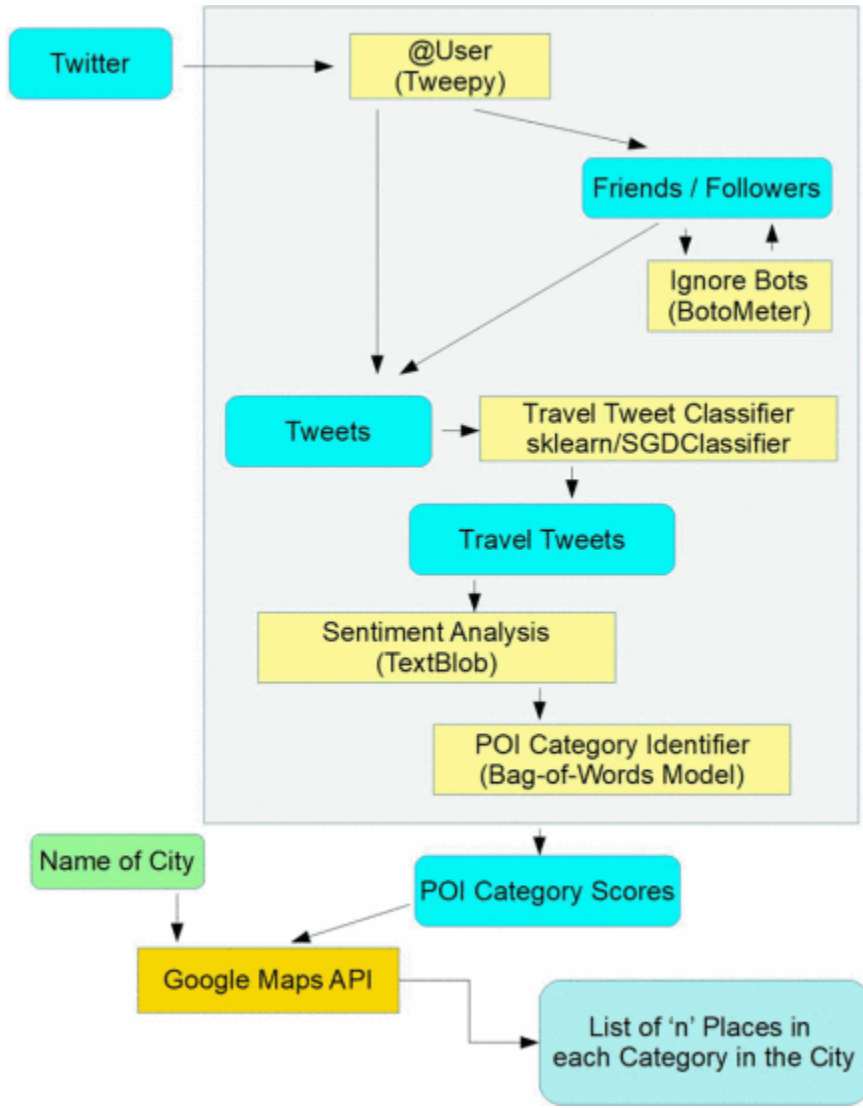 Twitter
@User
(Tweepy)
Friends / Followers
Ignore Bots
(BotoMeter)
Tweets
Travel Tweet Classifier
sklearn/SGDClassifier
Travel Tweets
Sentiment Analysis
(TextBlob)
POI Category Identifier
(Bag-of-Words Model)
Name of City
POI Category Scores
Google Maps API
List of ‘n’ Places in
each Category in the City